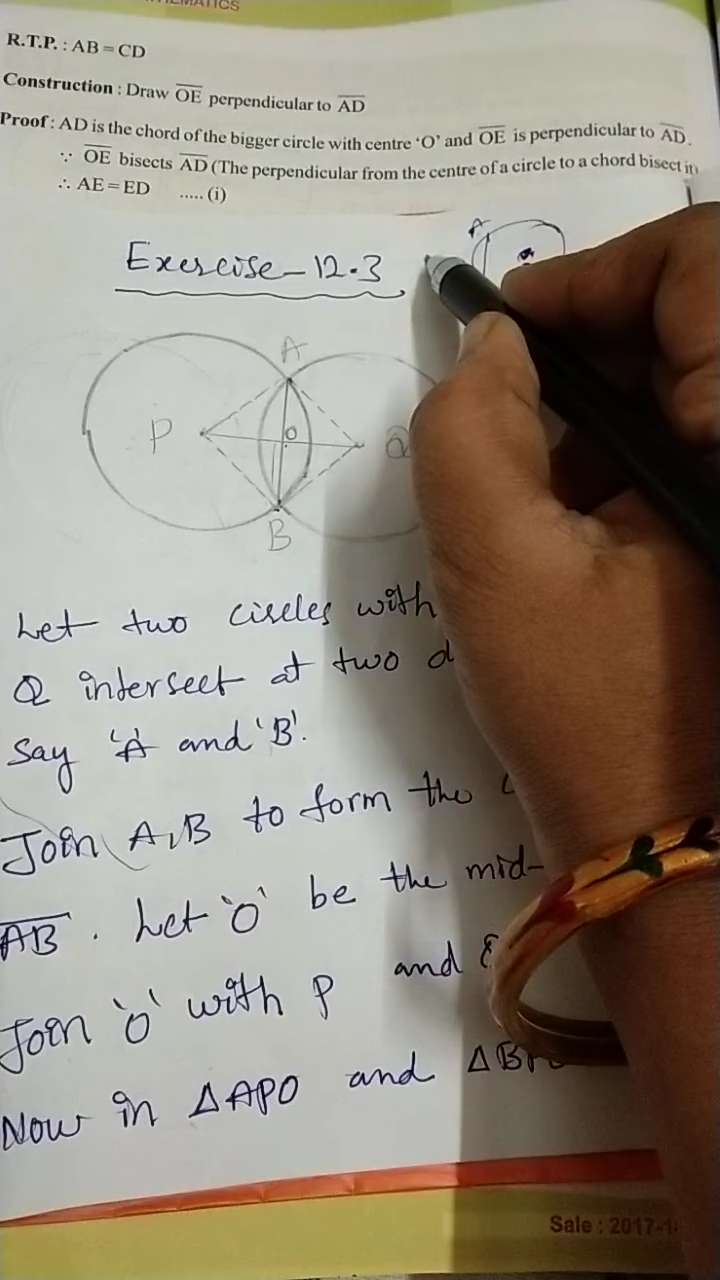 MATHEMATICS
R.T.P. : AB = CD
Construction : Draw OE perpendicular to AD
Proof : AD is the chord of the bigger circle with centre ‘O’ and OE is perpendicular to AD.
∵ OE bisects AD (The perpendicular from the centre of a circle to a chord bisect it)
∴ AE = ED ..... (i)
Exercise-12.3
A
A
P
O
Q
B
Let two circles with
Q intersect at two
Say 'A' and 'B'.
Join A,B to form the
AB. Let 'O' be the mid-
Join 'O' with P and
Now in ΔAPO and
Sale : 2017-1